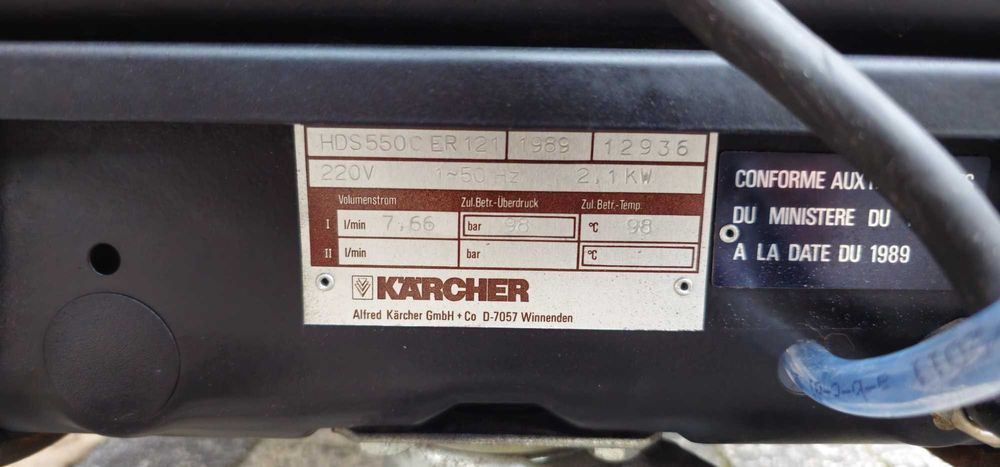 HDS550C ER121 1989 12936
220V 1~50 Hz 2,1KW
Volumenstrom Zul. Betr.-Überdruck Zul. Betr.-Temp.
I l/min 7,66 bar 98 °C 98
II l/min bar °C
KÄRCHER
Alfred Kärcher GmbH + Co D-7057 Winnenden
CONFORME AUX
DU MINISTERE DU
A LA DATE DU 1989